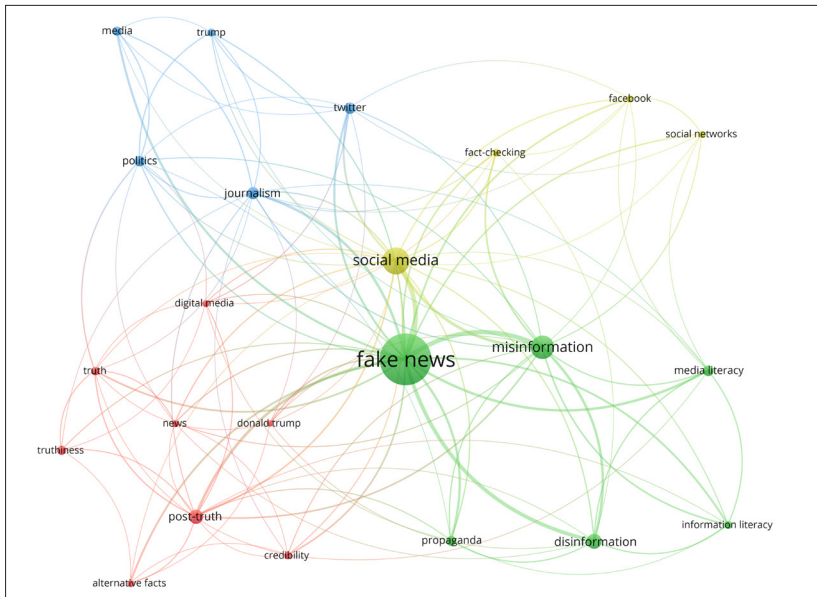 media
trump
twitter
facebook
social networks
fact-checking
politics
journalism
social media
digital media
misinformation
fake news
truth
media literacy
news
donald trump
truthiness
post-truth
information literacy
propaganda
disinformation
credibility
alternative facts